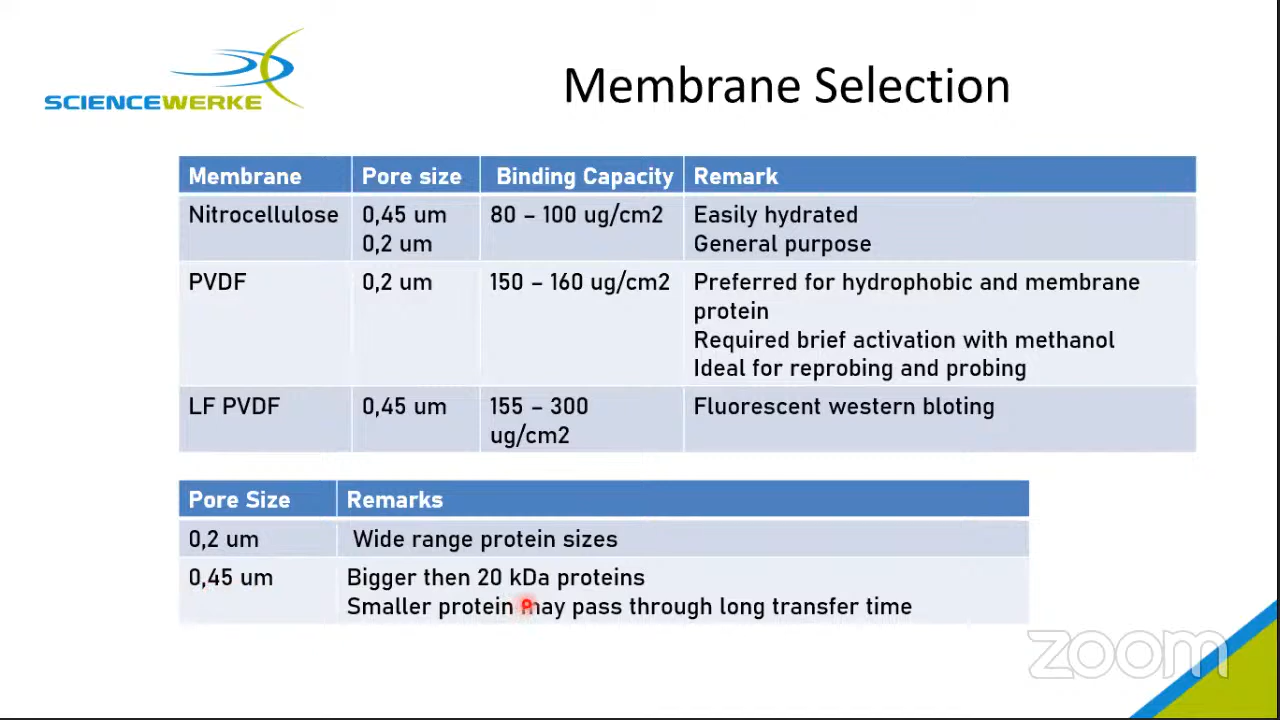 SCIENCEWERKE
Membrane Selection
Membrane Pore size Binding Capacity Remark
Nitrocellulose 0,45 um 80 – 100 ug/cm2 Easily hydrated
0,2 um General purpose
PVDF 0,2 um 150 – 160 ug/cm2 Preferred for hydrophobic and membrane
protein
Required brief activation with methanol
Ideal for reprobing and probing
LF PVDF 0,45 um 155 – 300 Fluorescent western bloting
ug/cm2
Pore Size Remarks
0,2 um Wide range protein sizes
0,45 um Bigger then 20 kDa proteins
Smaller protein may pass through long transfer time
zoom